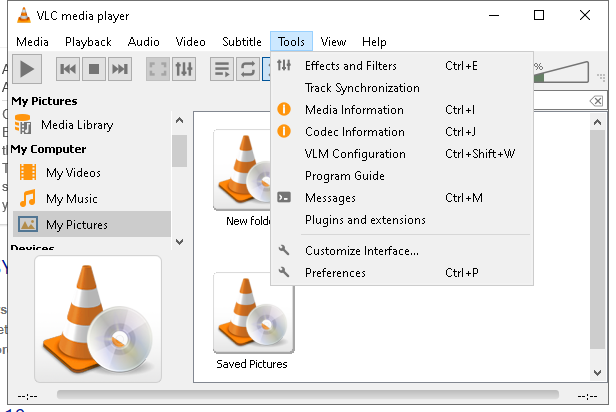 VLC media player
Media Playback Audio Video Subtitle Tools View Help
%
My Pictures
Media Library
My Computer
My Videos
My Music
My Pictures
Devices
Effects and Filters Ctrl+E
Track Synchronization
Media Information Ctrl+I
Codec Information Ctrl+J
VLM Configuration Ctrl+Shift+W
Program Guide
Messages Ctrl+M
Plugins and extensions
Customize Interface...
Preferences Ctrl+P
New folde
Saved Pictures
--:-- --:--